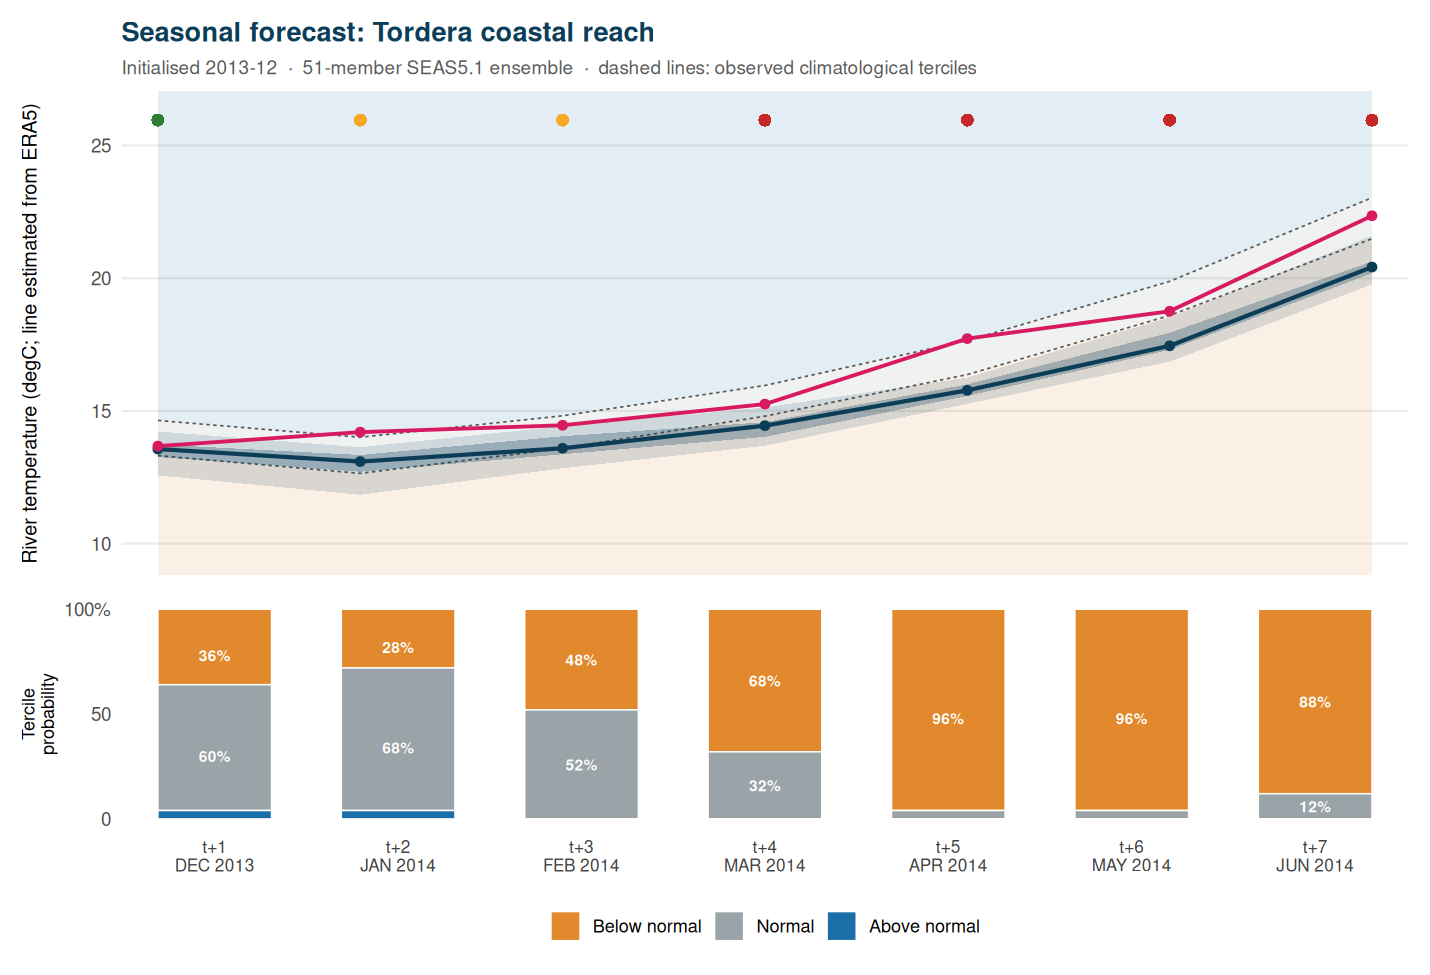 Seasonal forecast: Tordera coastal reach
Initialised 2013-12 · 51-member SEAS5.1 ensemble · dashed lines: observed climatological terciles
River temperature (degC; line estimated from ERA5)
25
20
15
10
Tercile
probability
100%
50
0
36%
60%
28%
68%
48%
52%
68%
32%
96%
96%
88%
12%
t+1
DEC 2013
t+2
JAN 2014
t+3
FEB 2014
t+4
MAR 2014
t+5
APR 2014
t+6
MAY 2014
t+7
JUN 2014
Below normal
Normal
Above normal